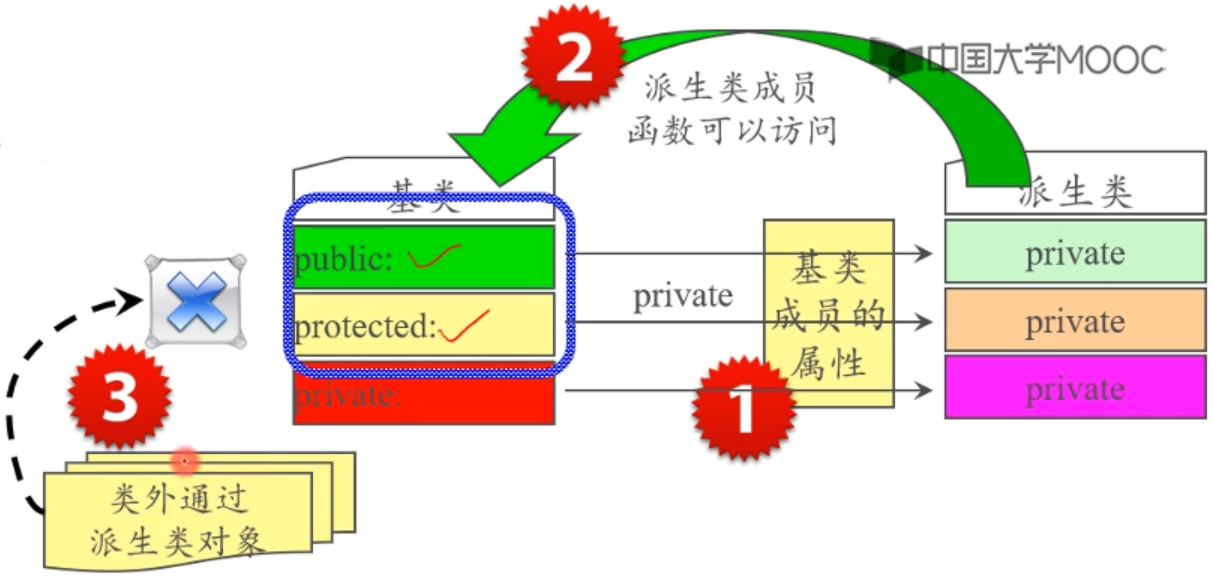 2
中国大学MOOC
派生类成员
函数可以访问
基类
派生类
public:
private
基类
成员的
属性
private
protected:
private
private:
private
3
1
类外通过
派生类对象